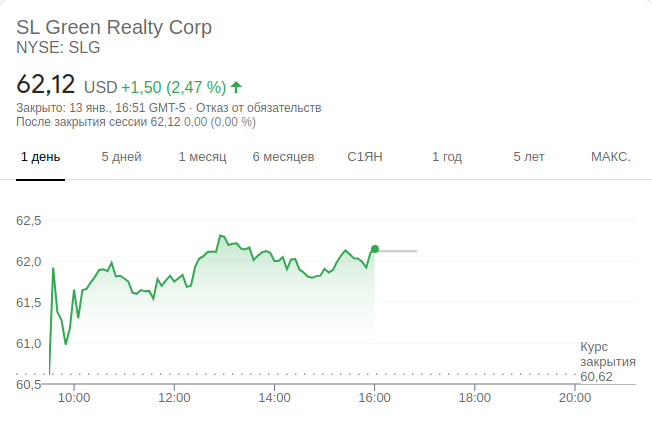 SL Green Realty Corp
NYSE: SLG
62,12 USD +1,50 (2,47 %)
Закрыто: 13 янв., 16:51 GMT-5 · Отказ от обязательств
После закрытия сессии 62,12 0,00 (0,00 %)
1 день 5 дней 1 месяц 6 месяцев С1ЯН 1 год 5 лет МАКС.
62,5
62,0
61,5
61,0
Курс
закрытия
60,62
60,5
10:00 12:00 14:00 16:00 18:00 20:00